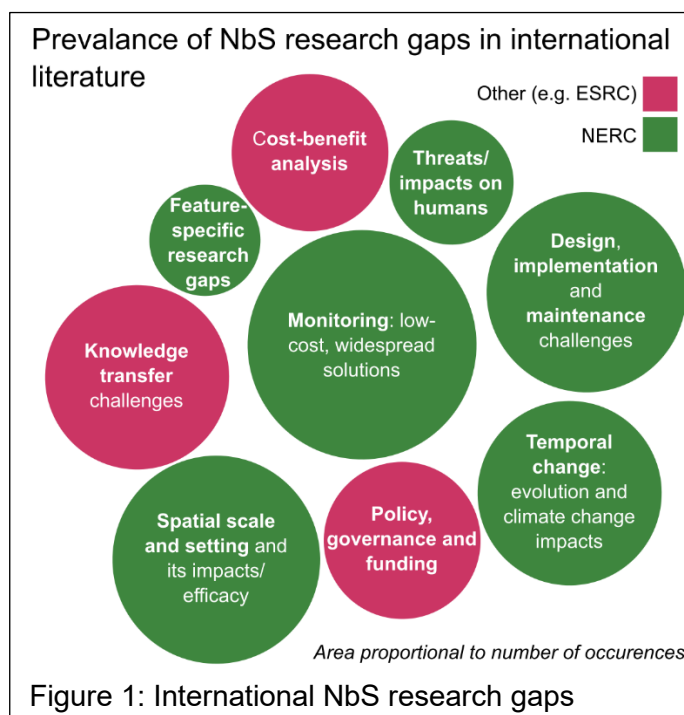 Prevalance of NbS research gaps in international
literature
Other (e.g. ESRC)
NERC
Cost-benefit
analysis
Threats/
impacts on
humans
Feature-
specific
research
gaps
Design,
implementation
and
maintenance
challenges
Monitoring: low-
cost, widespread
solutions
Knowledge
transfer
challenges
Temporal
change:
evolution and
climate change
impacts
Spatial scale
and setting and
its impacts/
efficacy
Policy,
governance and
funding
Area proportional to number of occurences
Figure 1: International NbS research gaps